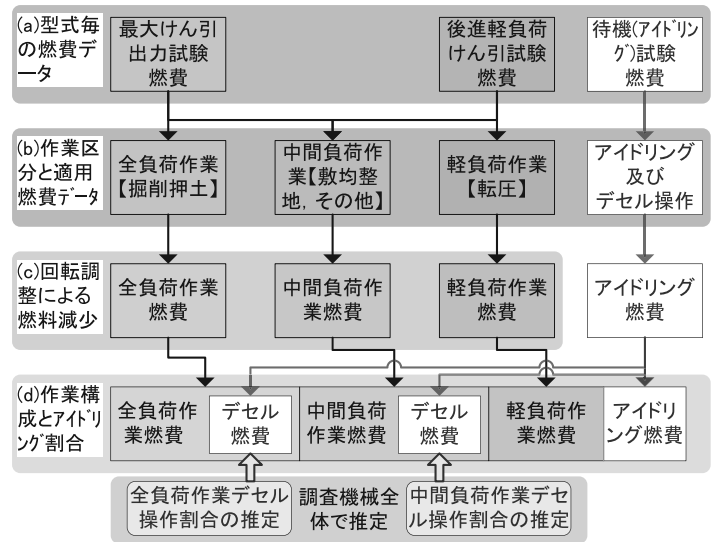 (a)型式毎
の燃費デ
ータ
最大けん引
出力試験
燃費
後進軽負荷
けん引試験
燃費
待機(ｱｲﾄﾞﾘﾝ
ｸﾞ)試験
燃費
(b)作業区
分と適用
燃費データ
全負荷作業
【掘削押土】
中間負荷作
業【敷均整
地，その他】
軽負荷作業
【転圧】
アイドリング
及び
デセル操作
(c)回転調
整による
燃料減少
全負荷作業
燃費
中間負荷作
業燃費
軽負荷作業
燃費
アイドリング
燃費
(d)作業構
成とｱｲﾄﾞﾘ
ﾝｸﾞ割合
全負荷作
業燃費
デセル
燃費
中間負荷
作業燃費
デセル
燃費
軽負荷作
業燃費
アイドリ
ング燃費
全負荷作業デセル
操作割合の推定
調査機械全
体で推定
中間負荷作業デセ
ル操作割合の推定